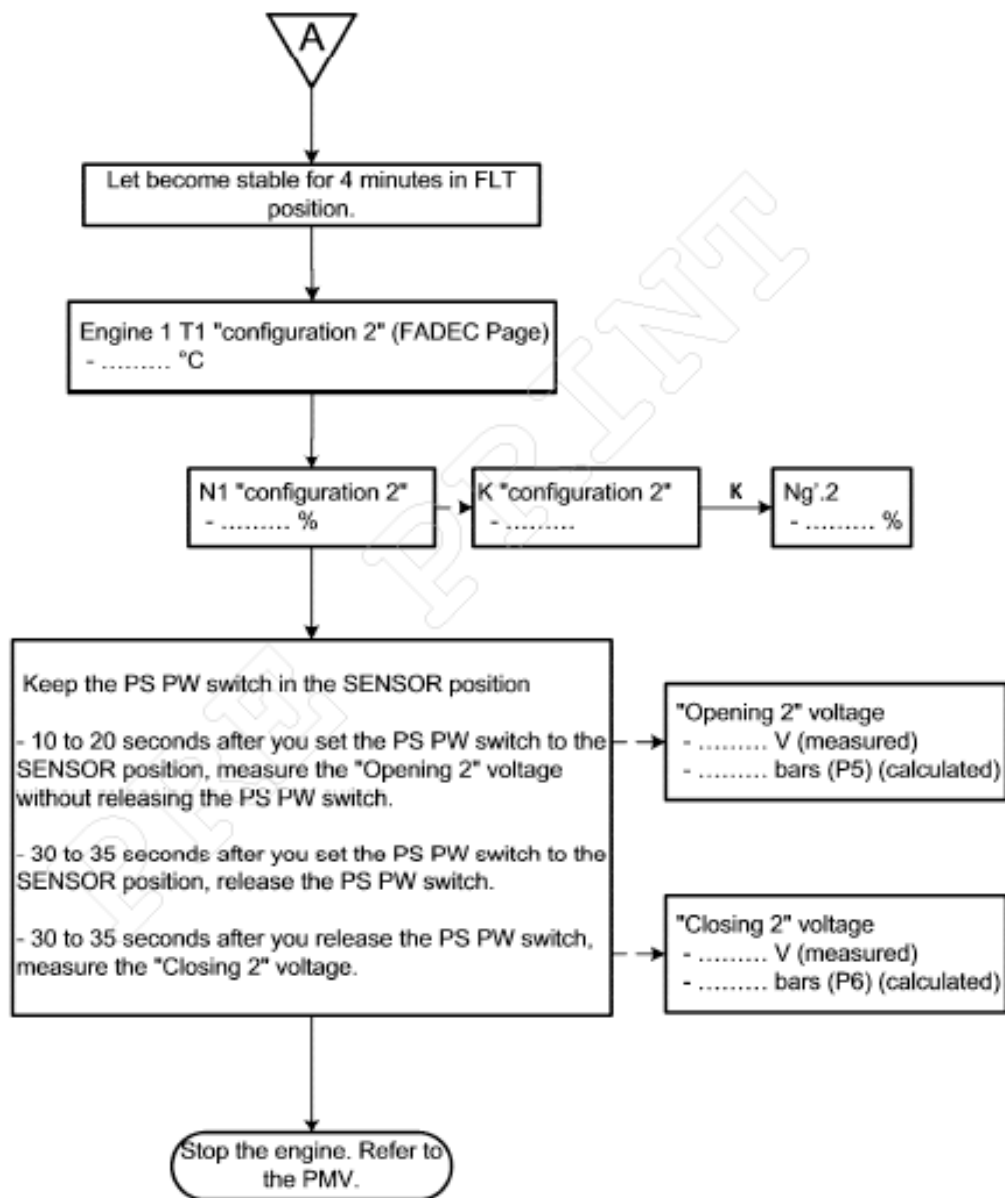 A
Let become stable for 4 minutes in FLT
position.
Engine 1 T1 "configuration 2" (FADEC Page)
- ......... °C
N1 "configuration 2"
- ......... %
K "configuration 2"
- .........
K
Ng'.2
- ......... %
Keep the PS PW switch in the SENSOR position
- 10 to 20 seconds after you set the PS PW switch to the
SENSOR position, measure the "Opening 2" voltage
without releasing the PS PW switch.
- 30 to 35 seconds after you set the PS PW switch to the
SENSOR position, release the PS PW switch.
- 30 to 35 seconds after you release the PS PW switch,
measure the "Closing 2" voltage.
"Opening 2" voltage
- ......... V (measured)
- ......... bars (P5) (calculated)
"Closing 2" voltage
- ......... V (measured)
- ......... bars (P6) (calculated)
Stop the engine. Refer to
the PMV.
PRE PRINT